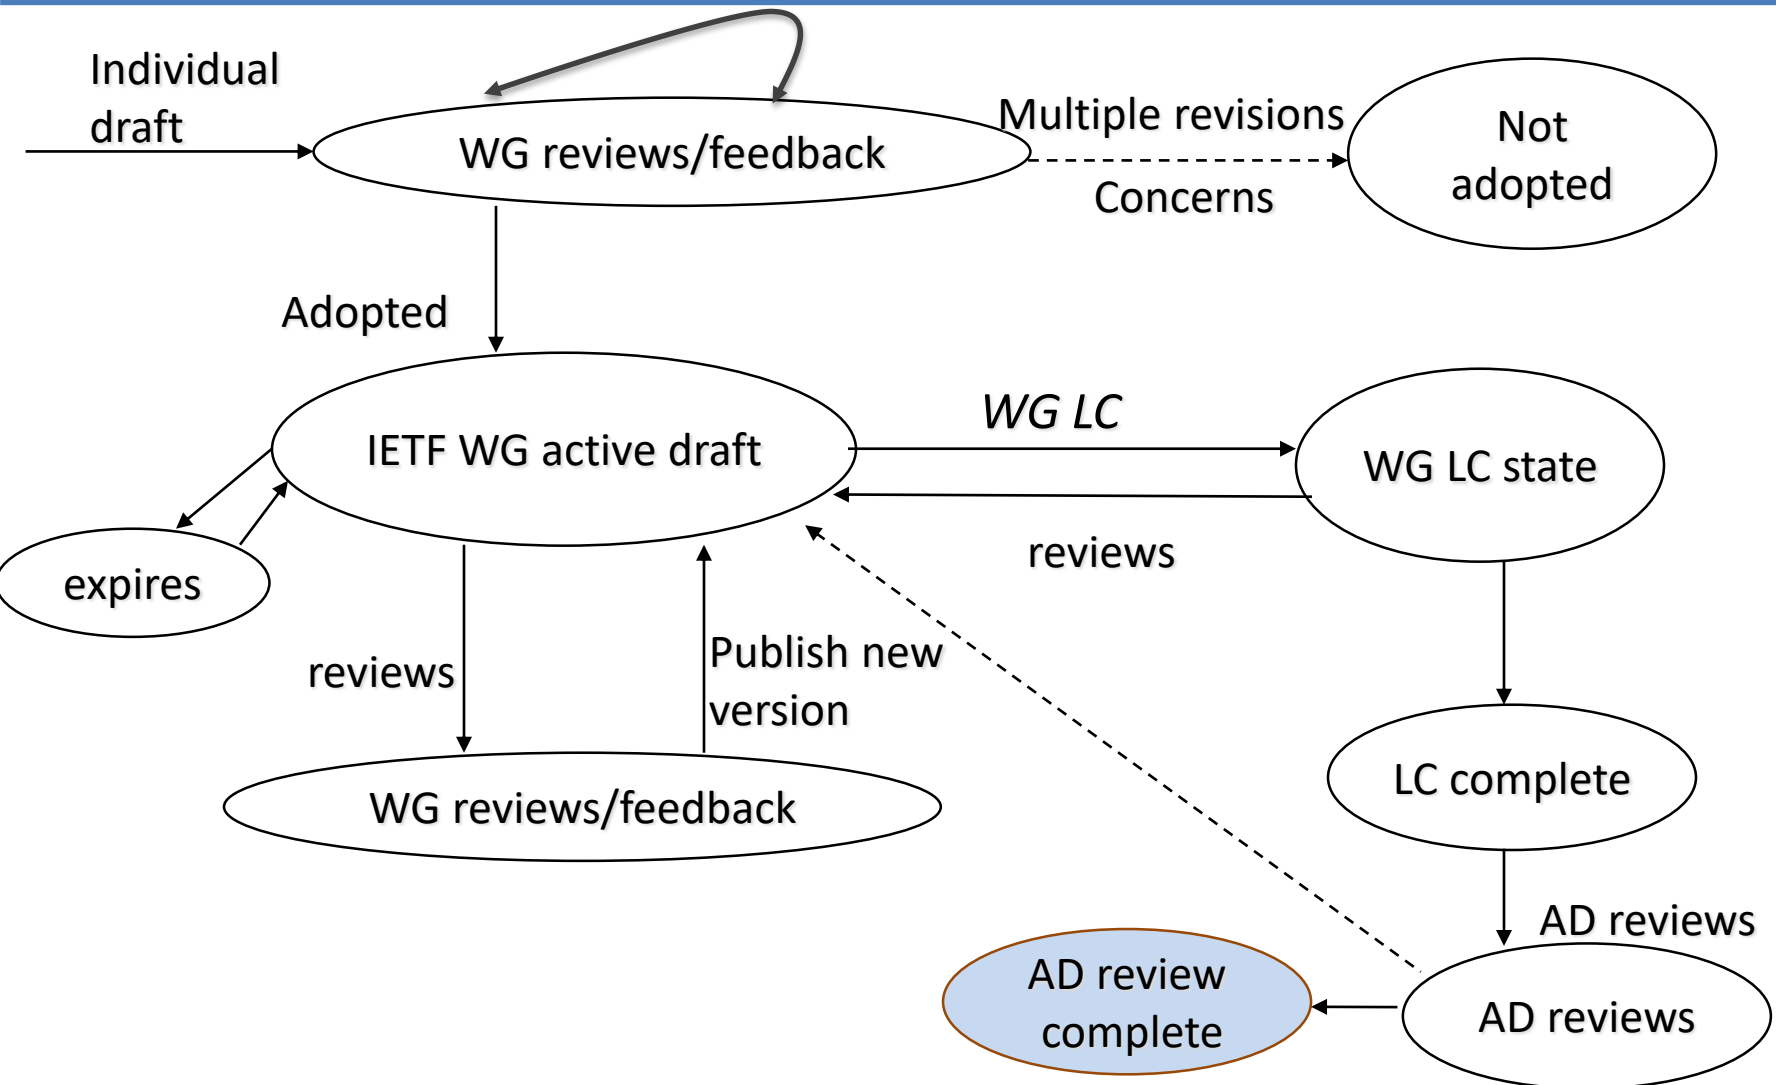 Individual
draft
WG reviews/feedback
Multiple revisions
Concerns
Not
adopted
Adopted
IETF WG active draft
WG LC
WG LC state
reviews
expires
reviews
Publish new
version
WG reviews/feedback
LC complete
AD reviews
AD review
complete
AD reviews